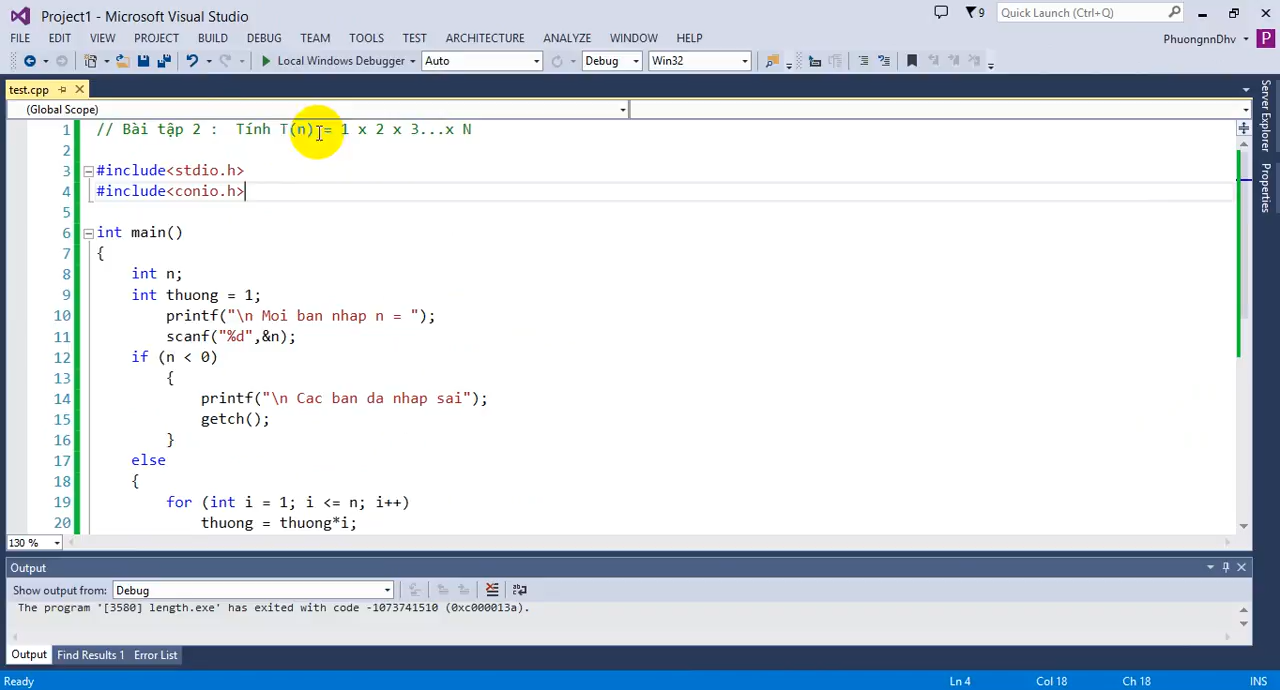 Project1 - Microsoft Visual Studio
9
Quick Launch (Ctrl+Q)
FILE EDIT VIEW PROJECT BUILD DEBUG TEAM TOOLS TEST ARCHITECTURE ANALYZE WINDOW HELP
PhuongnnDhv P
Local Windows Debugger Auto Debug Win32
test.cpp
(Global Scope)
1 // Bài tập 2 : Tính T(n) = 1 x 2 x 3...x N
2
3 #include<stdio.h>
4 #include<conio.h>
5
6 int main()
7 {
8 int n;
9 int thuong = 1;
10 printf("\n Moi ban nhap n = ");
11 scanf("%d",&n);
12 if (n < 0)
13 {
14 printf("\n Cac ban da nhap sai");
15 getch();
16 }
17 else
18 {
19 for (int i = 1; i <= n; i++)
20 thuong = thuong*i;
130 %
Server Explorer
Properties
Output
Show output from: Debug
The program '[3580] length.exe' has exited with code -1073741510 (0xc000013a).
Output Find Results 1 Error List
Ready Ln 4 Col 18 Ch 18 INS